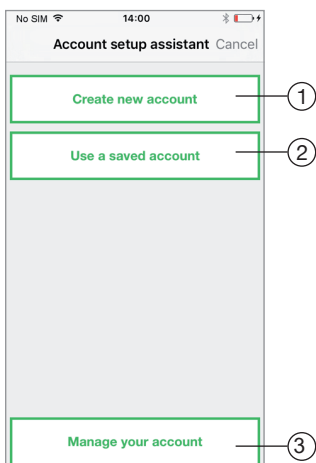 No SIM 14:00
Account setup assistant Cancel
Create new account 1
Use a saved account 2
Manage your account 3